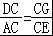 DC/AC = CG/CE